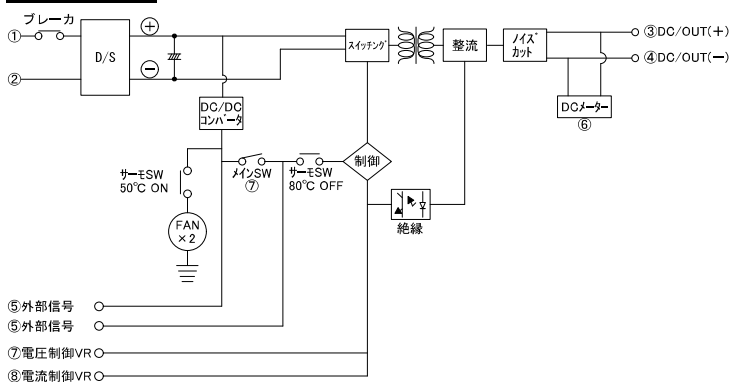 ブレーカ
①
②
D/S
+
−
スイッチング
整流
ノイズ
カット
③DC/OUT(+)
④DC/OUT(−)
DCメーター
⑥
DC/DC
コンバータ
サーモSW
50℃ ON
メインSW
⑦
サーモSW
80℃ OFF
制御
FAN
×2
絶縁
⑤外部信号
⑤外部信号
⑦電圧制御VR
⑧電流制御VR